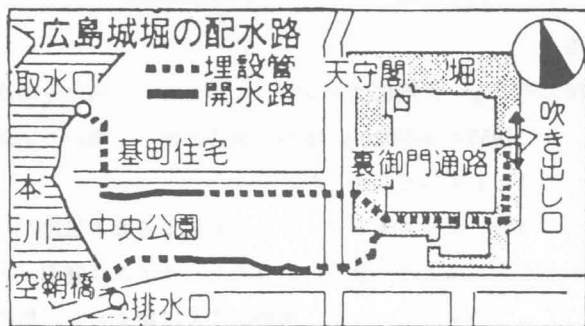 広島城堀の配水路
埋設管
開水路
取水口
天守閣
堀
吹き出し口
基町住宅
裏御門通路
本川
中央公園
空鞘橋
排水口